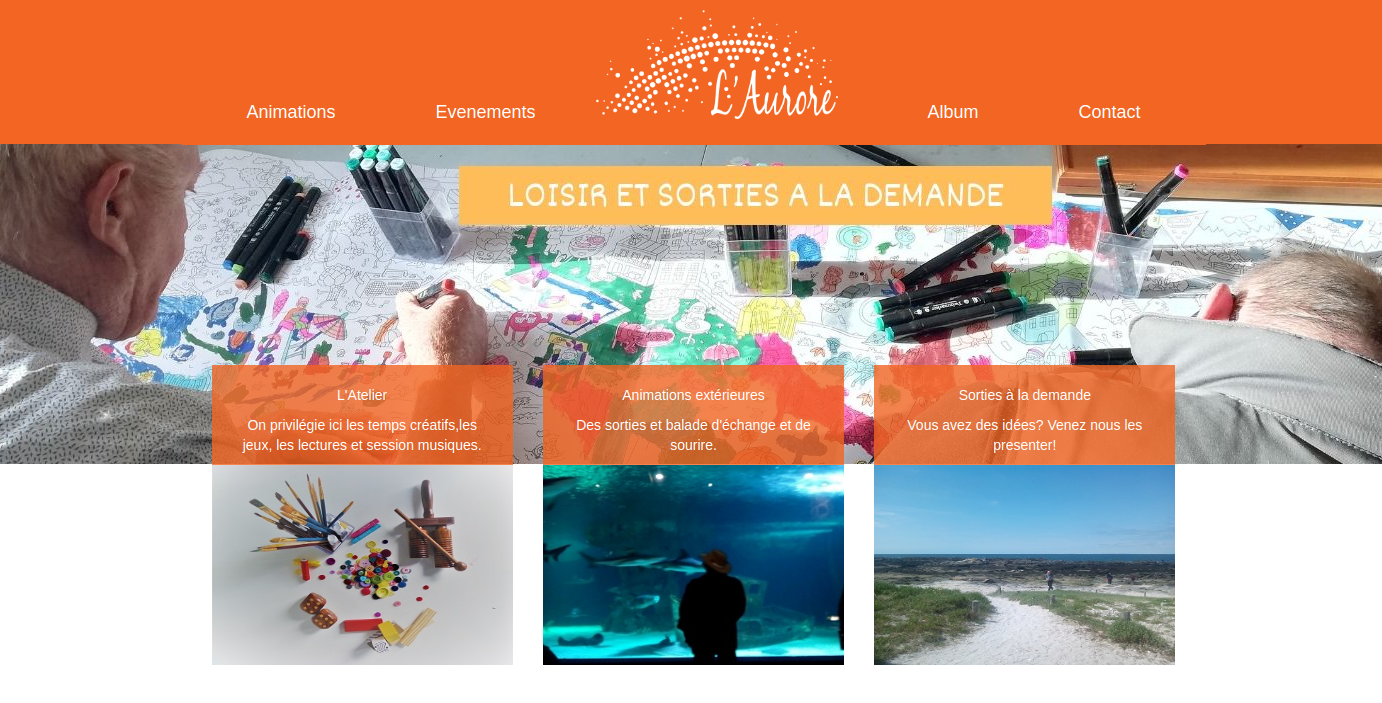 L'Aurore
Animations
Evenements
Album
Contact
LOISIR ET SORTIES A LA DEMANDE
L'Atelier
On privilégie ici les temps créatifs,les
jeux, les lectures et session musiques.
Animations extérieures
Des sorties et balade d'échange et de
sourire.
Sorties à la demande
Vous avez des idées? Venez nous les
presenter!